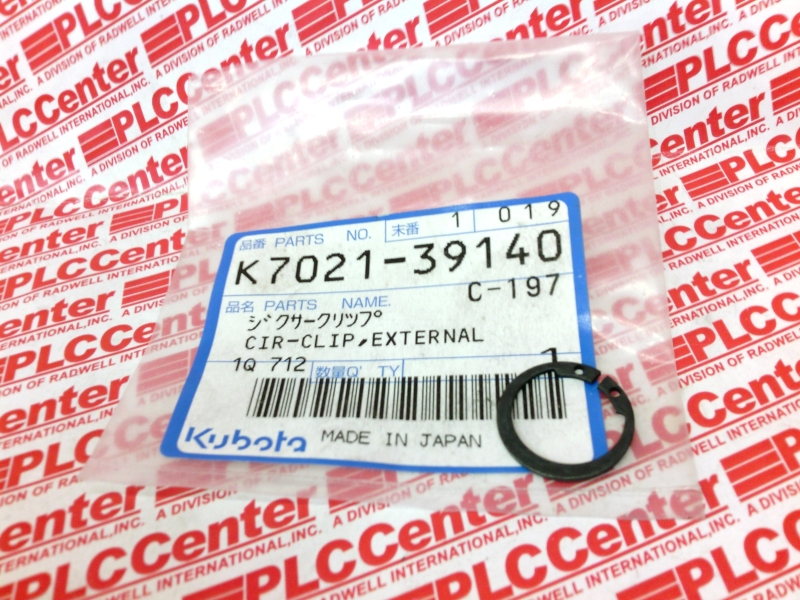 1 019
品番 PARTS NO. 末番
K7021-39140
C-197
品名 PARTS NAME.
ジクサークリツプ
CIR-CLIP,EXTERNAL
1Q 712 数量Q'TY 1
Kubota MADE IN JAPAN
PLCCenter
A DIVISION OF RADWELL INTERNATIONAL,INC.